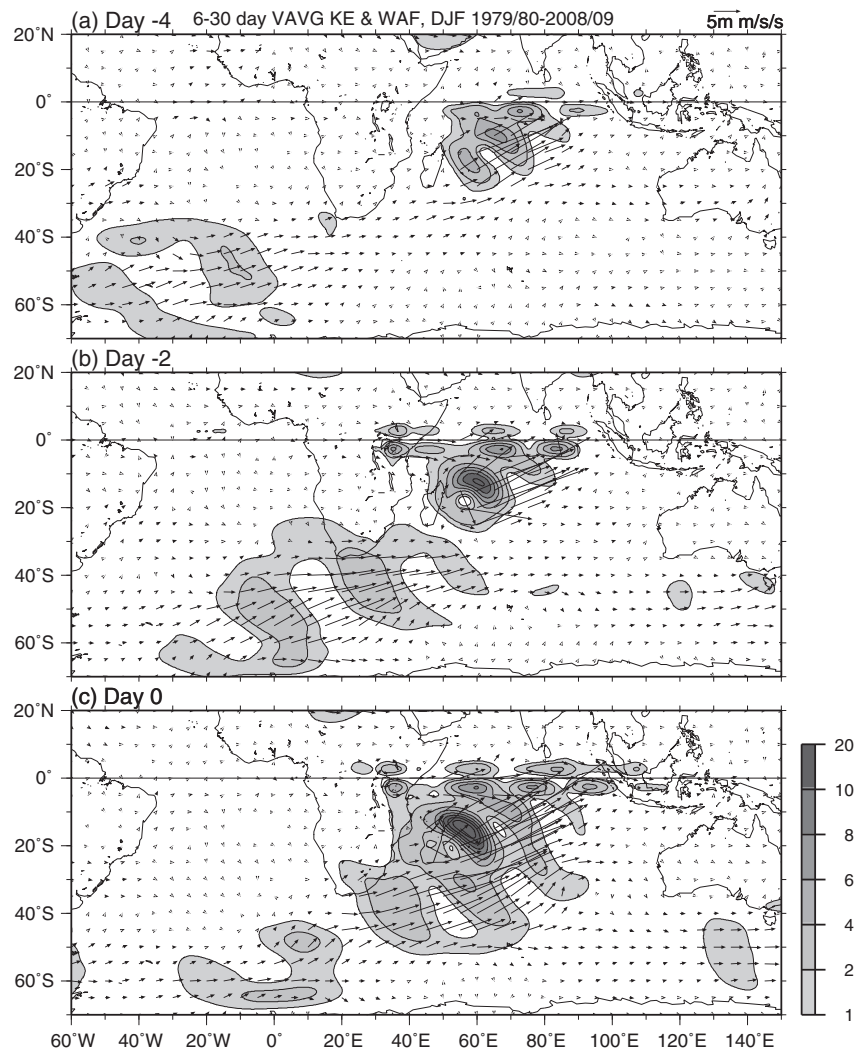 (a) Day -4 6-30 day VAVG KE & WAF, DJF 1979/80-2008/09 5m m/s/s
20˚N
0˚
20˚S
40˚S
60˚S
(b) Day -2
20˚N
0˚
20˚S
40˚S
60˚S
(c) Day 0
20˚N
0˚
20˚S
40˚S
60˚S
60˚W 40˚W 20˚W 0˚ 20˚E 40˚E 60˚E 80˚E 100˚E 120˚E 140˚E
20
10
8
6
4
2
1